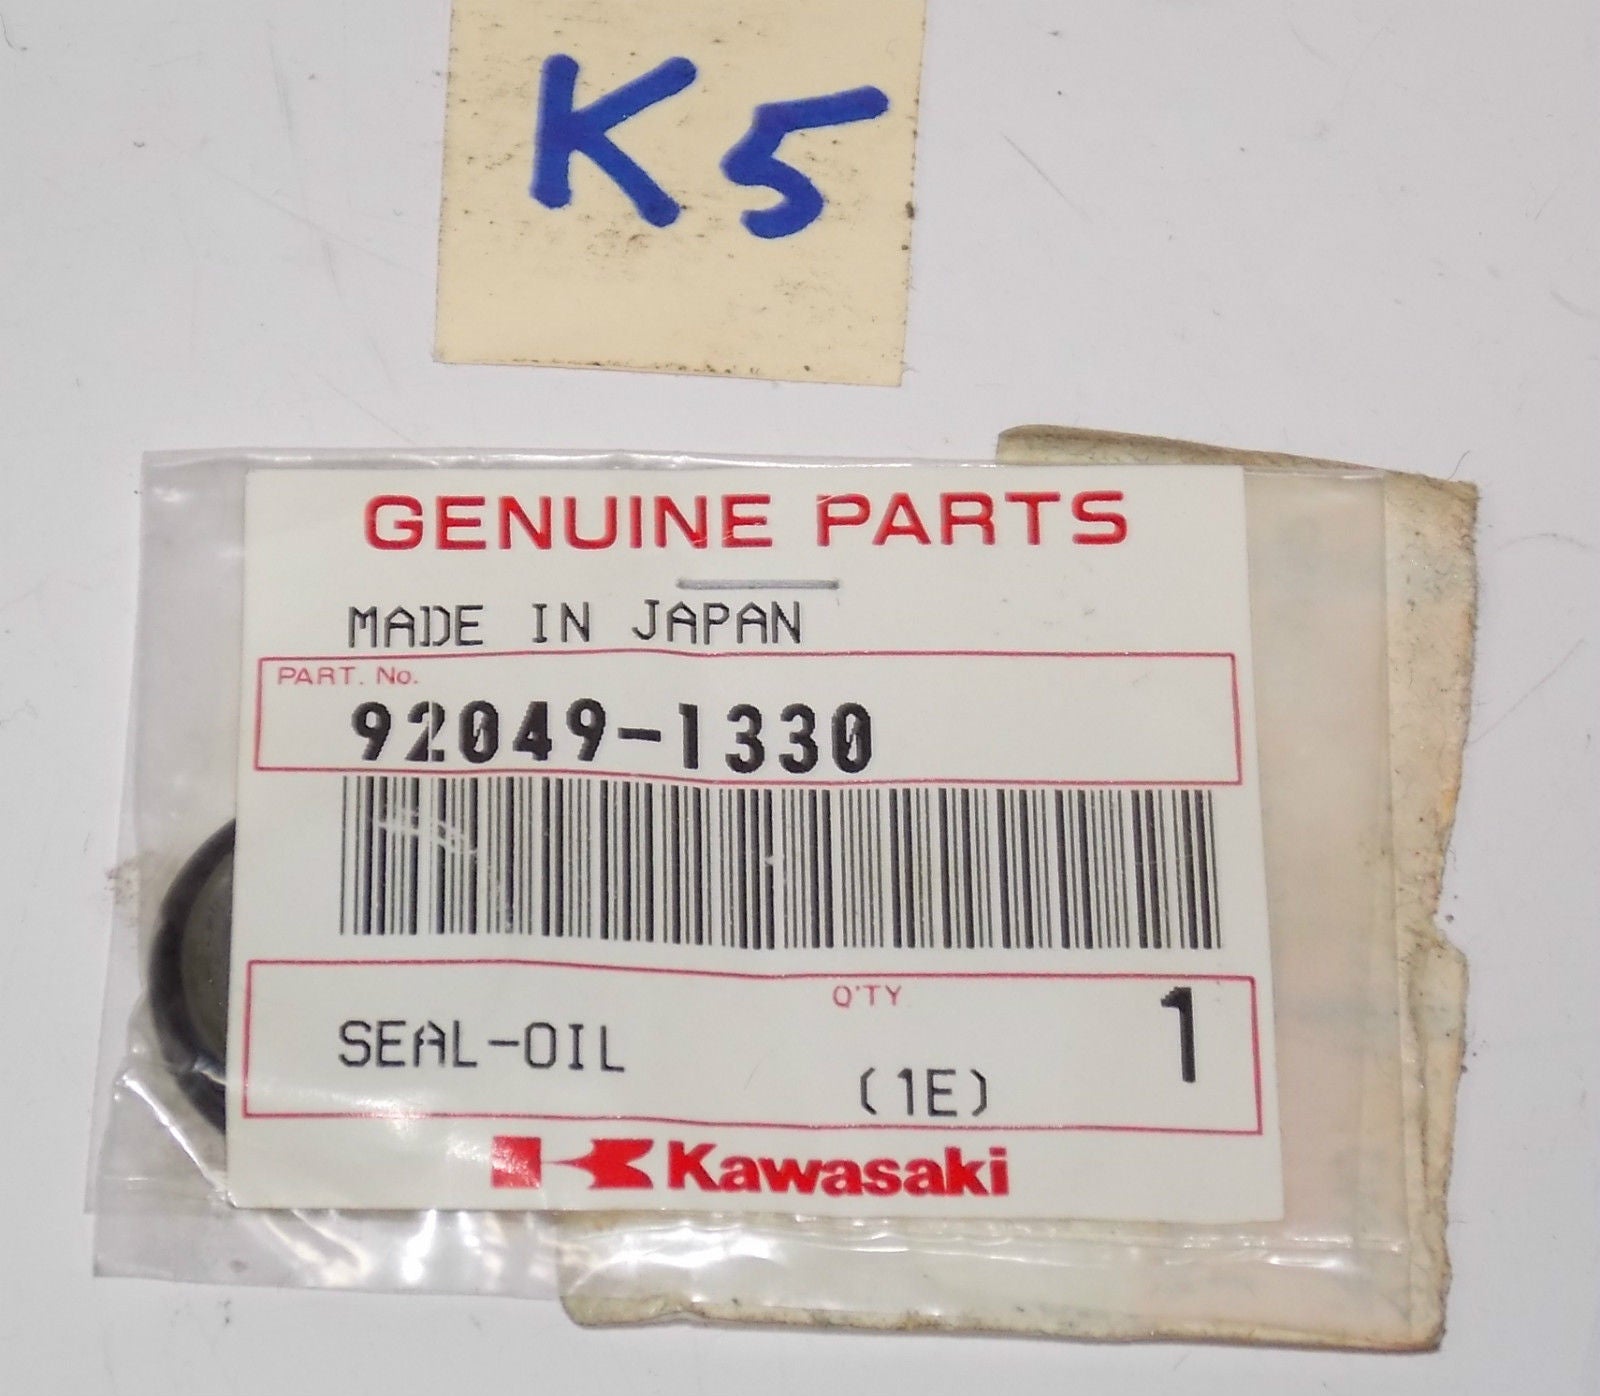 K5
GENUINE PARTS
MADE IN JAPAN
PART. No.
92049-1330
Q'TY
SEAL-OIL 1
(1E)
Kawasaki